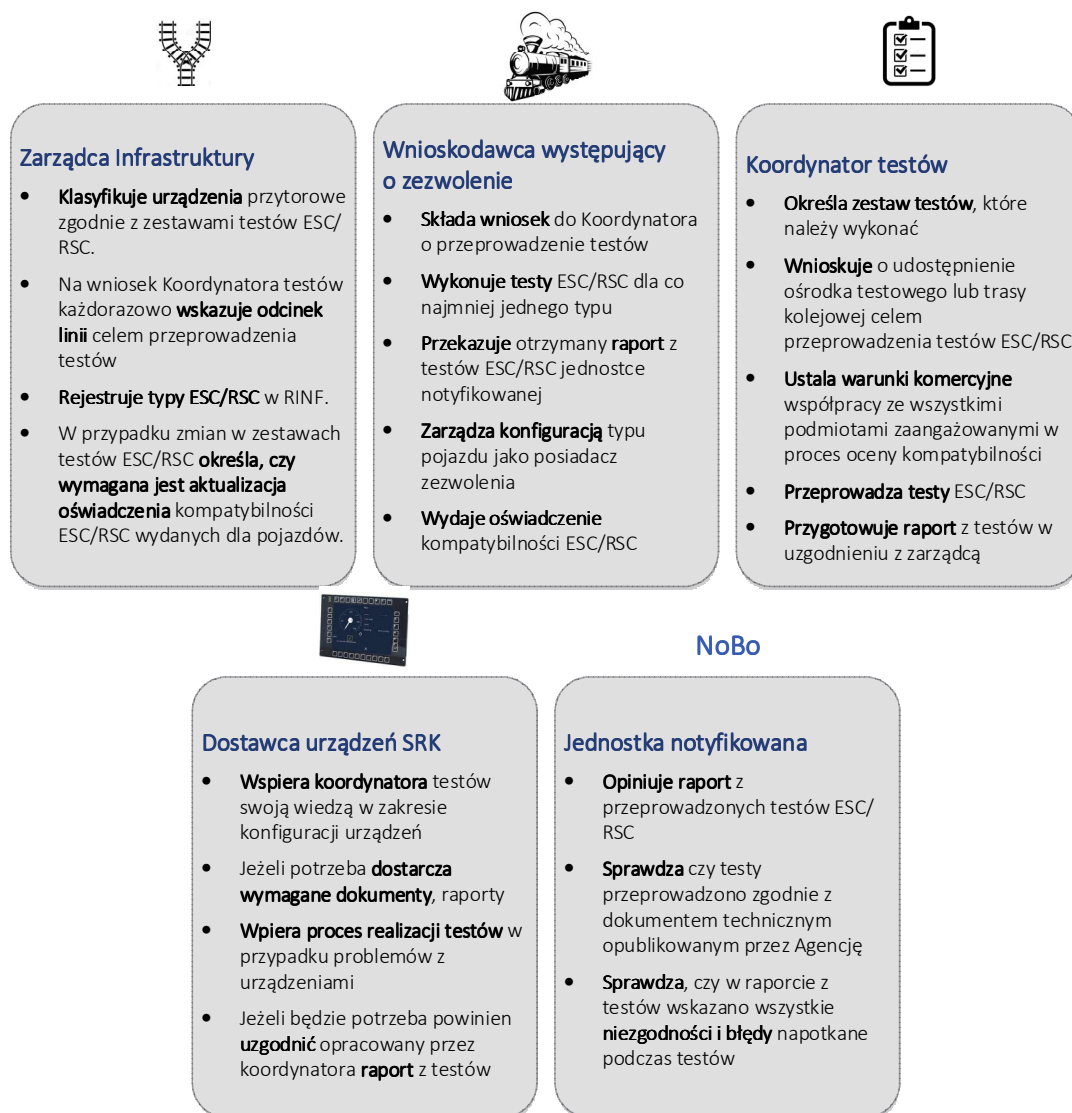 Zarządca Infrastruktury
• Klasyfikuje urządzenia przytorowe
zgodnie z zestawami testów ESC/
RSC.
• Na wniosek Koordynatora testów
każdorazowo wskazuje odcinek
linii celem przeprowadzenia
testów
• Rejestruje typy ESC/RSC w RINF.
• W przypadku zmian w zestawach
testów ESC/RSC określa, czy
wymagana jest aktualizacja
oświadczenia kompatybilności
ESC/RSC wydanych dla pojazdów.
Wnioskodawca występujący
o zezwolenie
• Składa wniosek do Koordynatora
o przeprowadzenie testów
• Wykonuje testy ESC/RSC dla co
najmniej jednego typu
• Przekazuje otrzymany raport z
testów ESC/RSC jednostce
notyfikowanej
• Zarządza konfiguracją typu
pojazdu jako posiadacz
zezwolenia
• Wydaje oświadczenie
kompatybilności ESC/RSC
Koordynator testów
• Określa zestaw testów, które
należy wykonać
• Wnioskuje o udostępnienie
ośrodka testowego lub trasy
kolejowej celem
przeprowadzenia testów ESC/RSC
• Ustala warunki komercyjne
współpracy ze wszystkimi
podmiotami zaangażowanymi w
proces oceny kompatybilności
• Przeprowadza testy ESC/RSC
• Przygotowuje raport z testów w
uzgodnieniu z zarządcą
Dostawca urządzeń SRK
• Wspiera koordynatora testów
swoją wiedzą w zakresie
konfiguracji urządzeń
• Jeżeli potrzeba dostarcza
wymagane dokumenty, raporty
• Wpiera proces realizacji testów w
przypadku problemów z
urządzeniami
• Jeżeli będzie potrzeba powinien
uzgodnić opracowany przez
koordynatora raport z testów
NoBo
Jednostka notyfikowana
• Opiniuje raport z
przeprowadzonych testów ESC/
RSC
• Sprawdza czy testy
przeprowadzono zgodnie z
dokumentem technicznym
opublikowanym przez Agencję
• Sprawdza, czy w raporcie z
testów wskazano wszystkie
niezgodności i błędy napotkane
podczas testów